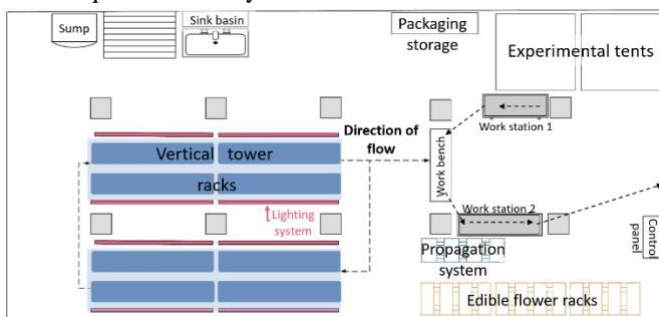 Sump
Sink basin
Packaging
storage
Experimental tents
Work station 1
Direction of
flow
Vertical tower
racks
Work bench
Lighting
system
Work station 2
Propagation
system
Control
panel
Edible flower racks